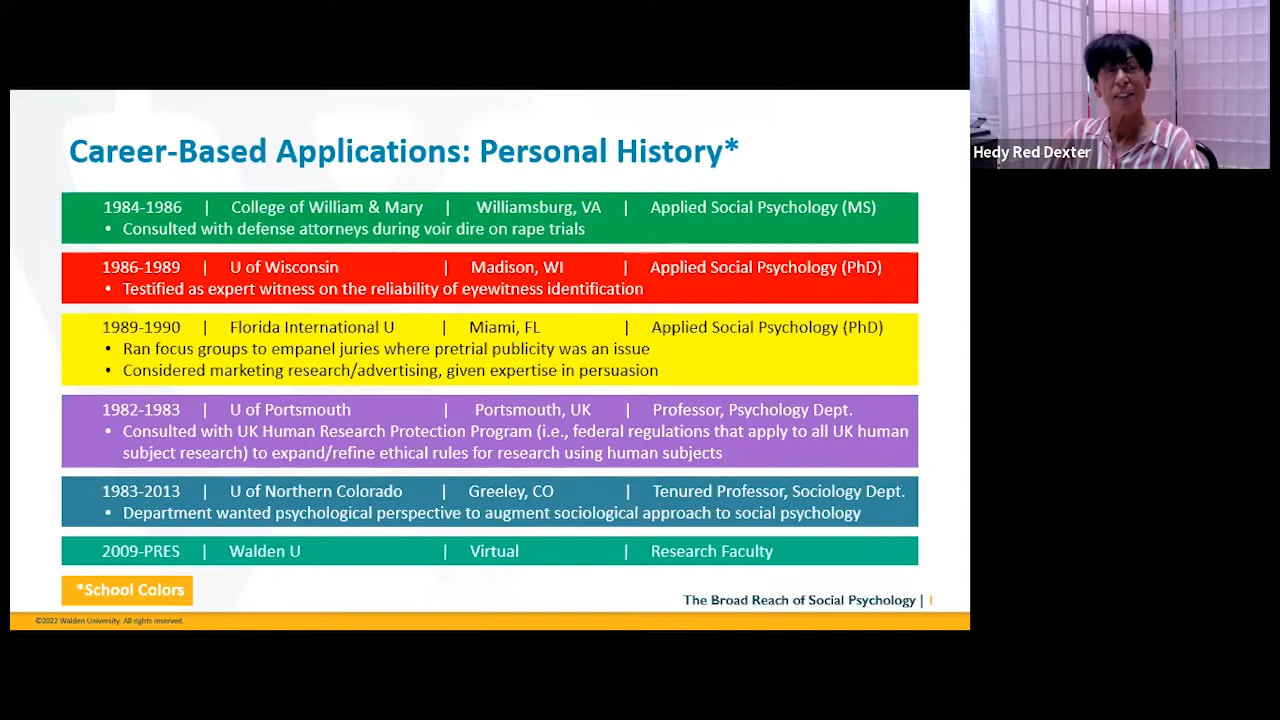 Career-Based Applications: Personal History*
Hedy Red Dexter
1984-1986 | College of William & Mary | Williamsburg, VA | Applied Social Psychology (MS)
• Consulted with defense attorneys during voir dire on rape trials
1986-1989 | U of Wisconsin | Madison, WI | Applied Social Psychology (PhD)
• Testified as expert witness on the reliability of eyewitness identification
1989-1990 | Florida International U | Miami, FL | Applied Social Psychology (PhD)
• Ran focus groups to empanel juries where pretrial publicity was an issue
• Considered marketing research/advertising, given expertise in persuasion
1982-1983 | U of Portsmouth | Portsmouth, UK | Professor, Psychology Dept.
• Consulted with UK Human Research Protection Program (i.e., federal regulations that apply to all UK human
subject research) to expand/refine ethical rules for research using human subjects
1983-2013 | U of Northern Colorado | Greeley, CO | Tenured Professor, Sociology Dept.
• Department wanted psychological perspective to augment sociological approach to social psychology
2009-PRES | Walden U | Virtual | Research Faculty
*School Colors
The Broad Reach of Social Psychology |
©2022 Walden University. All rights reserved.